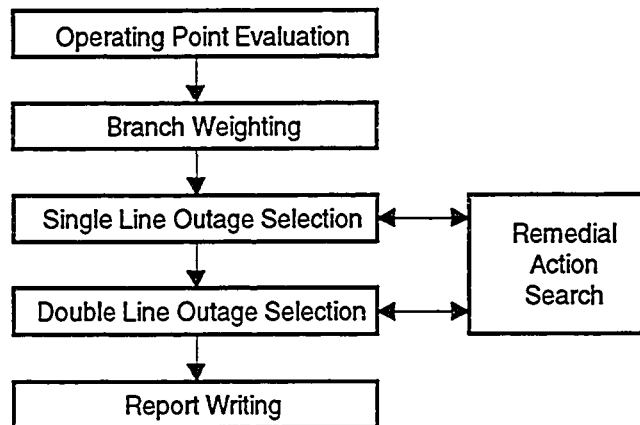 Operating Point Evaluation
Branch Weighting
Single Line Outage Selection
Double Line Outage Selection
Report Writing
Remedial
Action
Search